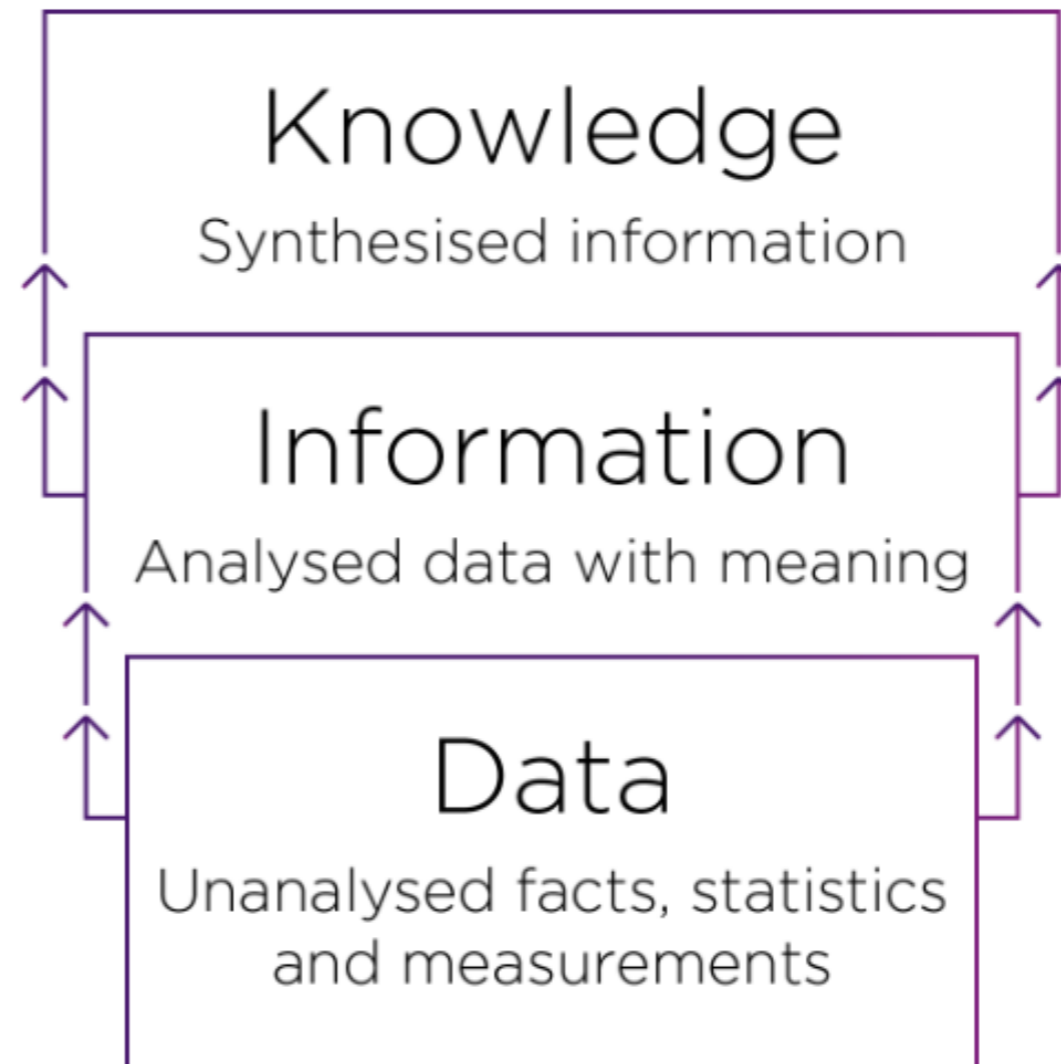 Knowledge
Synthesised information
Information
Analysed data with meaning
Data
Unanalysed facts, statistics
and measurements